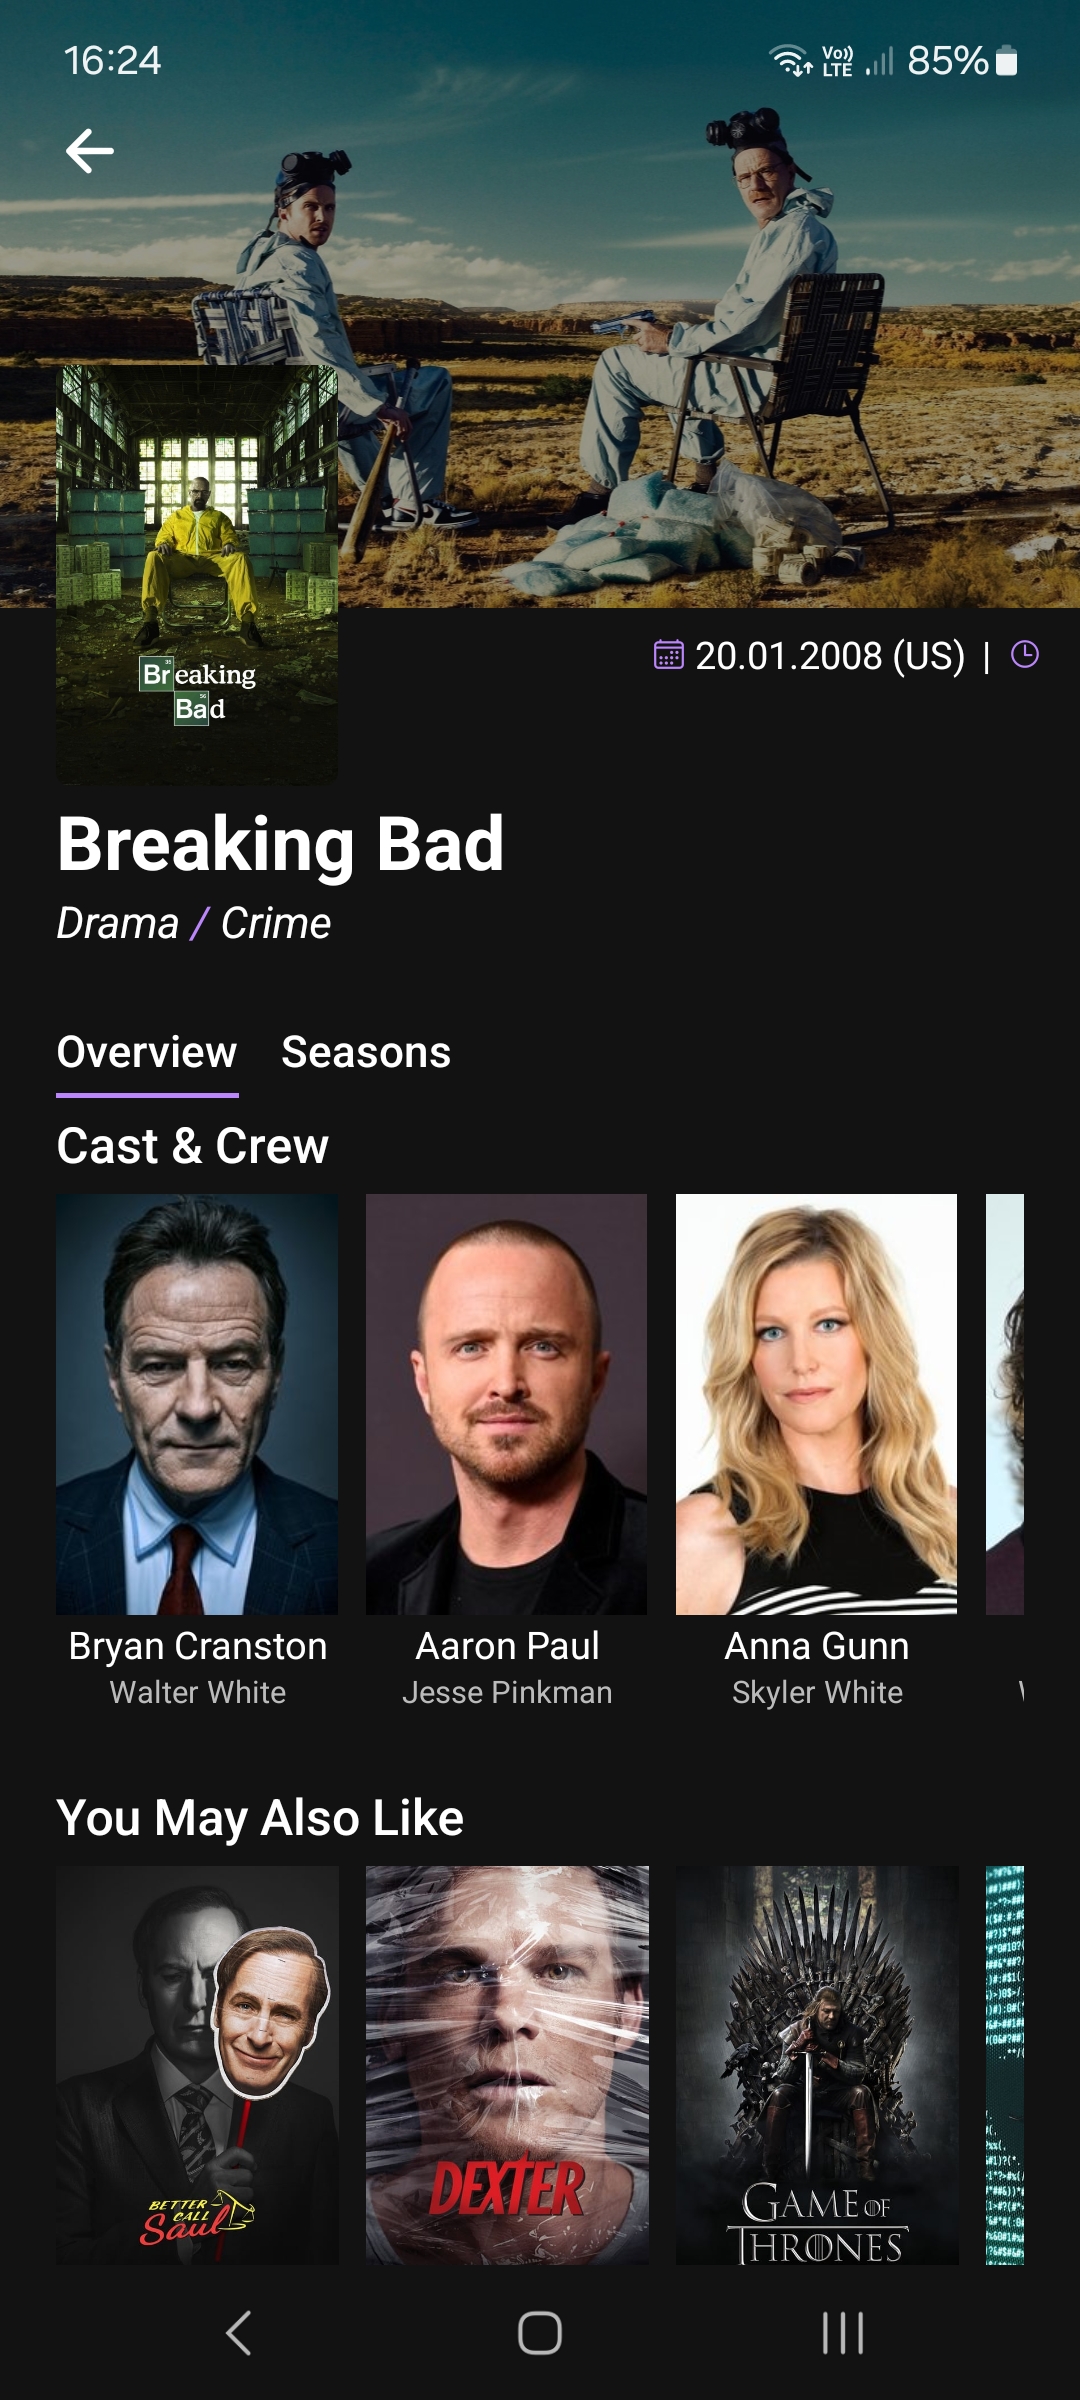 16:24 Vo)) LTE 85%
Breaking
Bad
20.01.2008 (US) |
Breaking Bad
Drama / Crime
Overview Seasons
Cast & Crew
Bryan Cranston Aaron Paul Anna Gunn
Walter White Jesse Pinkman Skyler White
You May Also Like
BETTER
CALL
Saul
DEXTER
GAME OF
THRONES